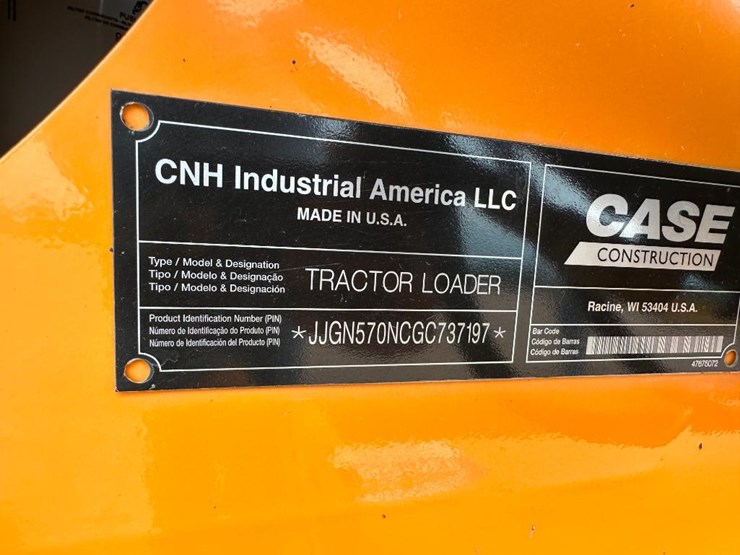 CNH Industrial America LLC
MADE IN U.S.A.
Type / Model & Designation
Tipo / Modelo & Designação
Tipo / Modelo & Designación
TRACTOR LOADER
Product Identification Number (PIN)
Número de Identificação do Produto (PIN)
Número de Identificación del Producto (PIN)
*JJGN570NCGC737197*
CASE
CONSTRUCTION
Racine, WI 53404 U.S.A.
Bar Code
Código de Barras
Código de Barras
47675072